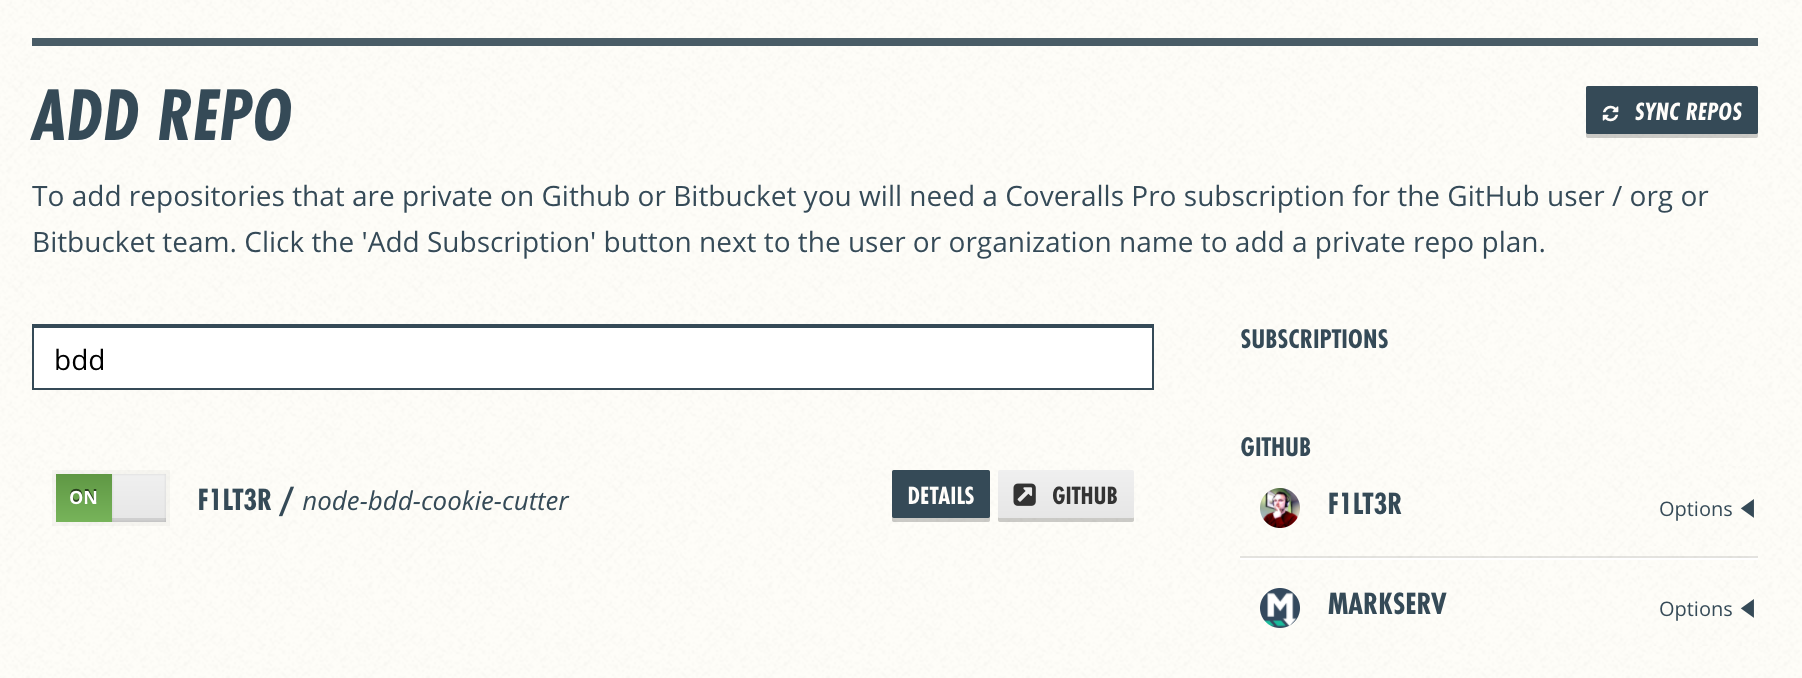 ADD REPO
SYNC REPOS
To add repositories that are private on Github or Bitbucket you will need a Coveralls Pro subscription for the GitHub user / org or
Bitbucket team. Click the 'Add Subscription' button next to the user or organization name to add a private repo plan.
bdd
ON
F1LT3R / node-bdd-cookie-cutter
DETAILS
GITHUB
SUBSCRIPTIONS
GITHUB
F1LT3R
Options
M
MARKSERV
Options